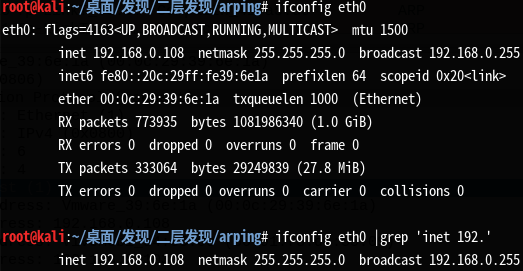 root@kali:~/桌面/发现/二层发现/arping# ifconfig eth0
eth0: flags=4163<UP,BROADCAST,RUNNING,MULTICAST>  mtu 1500
        inet 192.168.0.108  netmask 255.255.255.0  broadcast 192.168.0.255
        inet6 fe80::20c:29ff:fe39:6e1a  prefixlen 64  scopeid 0x20<link>
        ether 00:0c:29:39:6e:1a  txqueuelen 1000  (Ethernet)
        RX packets 773935  bytes 1081986340 (1.0 GiB)
        RX errors 0  dropped 0  overruns 0  frame 0
        TX packets 333064  bytes 29249839 (27.8 MiB)
        TX errors 0  dropped 0 overruns 0  carrier 0  collisions 0
root@kali:~/桌面/发现/二层发现/arping# ifconfig eth0 |grep 'inet 192.'
        inet 192.168.0.108  netmask 255.255.255.0  broadcast 192.168.0.255